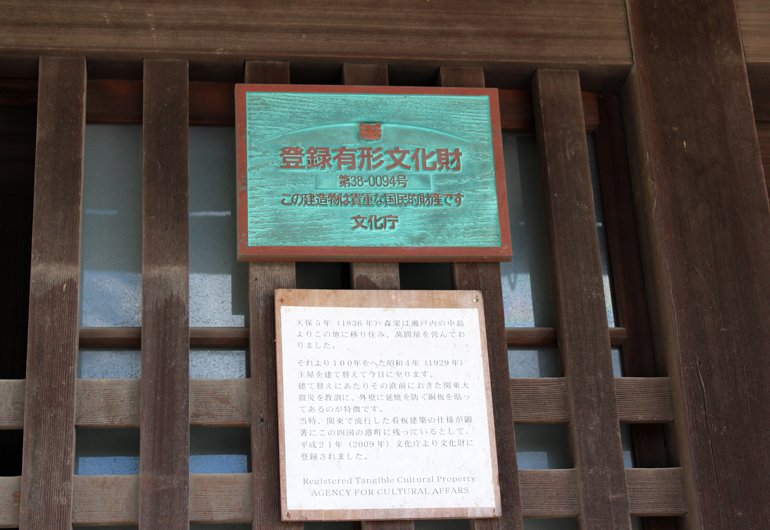 登録有形文化財
第38-0094号
この建造物は貴重な国民的財産です
文化庁
天保5年（1836年）森家は瀬戸内の中島
よりこの地に移り住み、萬問屋を営んでお
りました。
それより100年をへた昭和4年（1929年）
主屋を建て替えて今日に至ります。
建て替えにあたりその直前におきた関東大
震災を教訓に、外壁に延焼を防ぐ銅板を貼っ
てあるのが特徴です。
当時、関東で流行した看板建築の仕様が顕
著にこの四国の港町に残っているとして、
平成21年（2009年）文化庁より文化財に
登録されました。
Registered Tangible Cultural Property
AGENCY FOR CULTURAL AFFAIRS